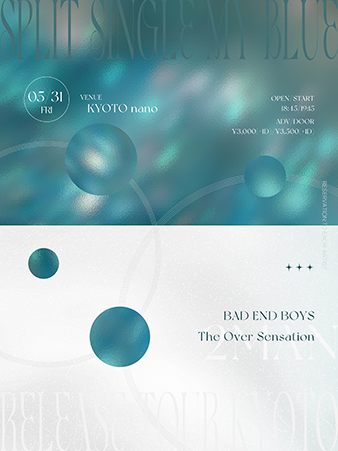 SPLIT SINGLE MY BLUE
05/31
FRI
VENUE
KYOTO nano
OPEN/START
18:45/19:15
ADV/DOOR
¥3,000+1D / ¥3,500+1D
BAD END BOYS
The Over Sensation
2MAN
RELEASE TOUR KYOTO